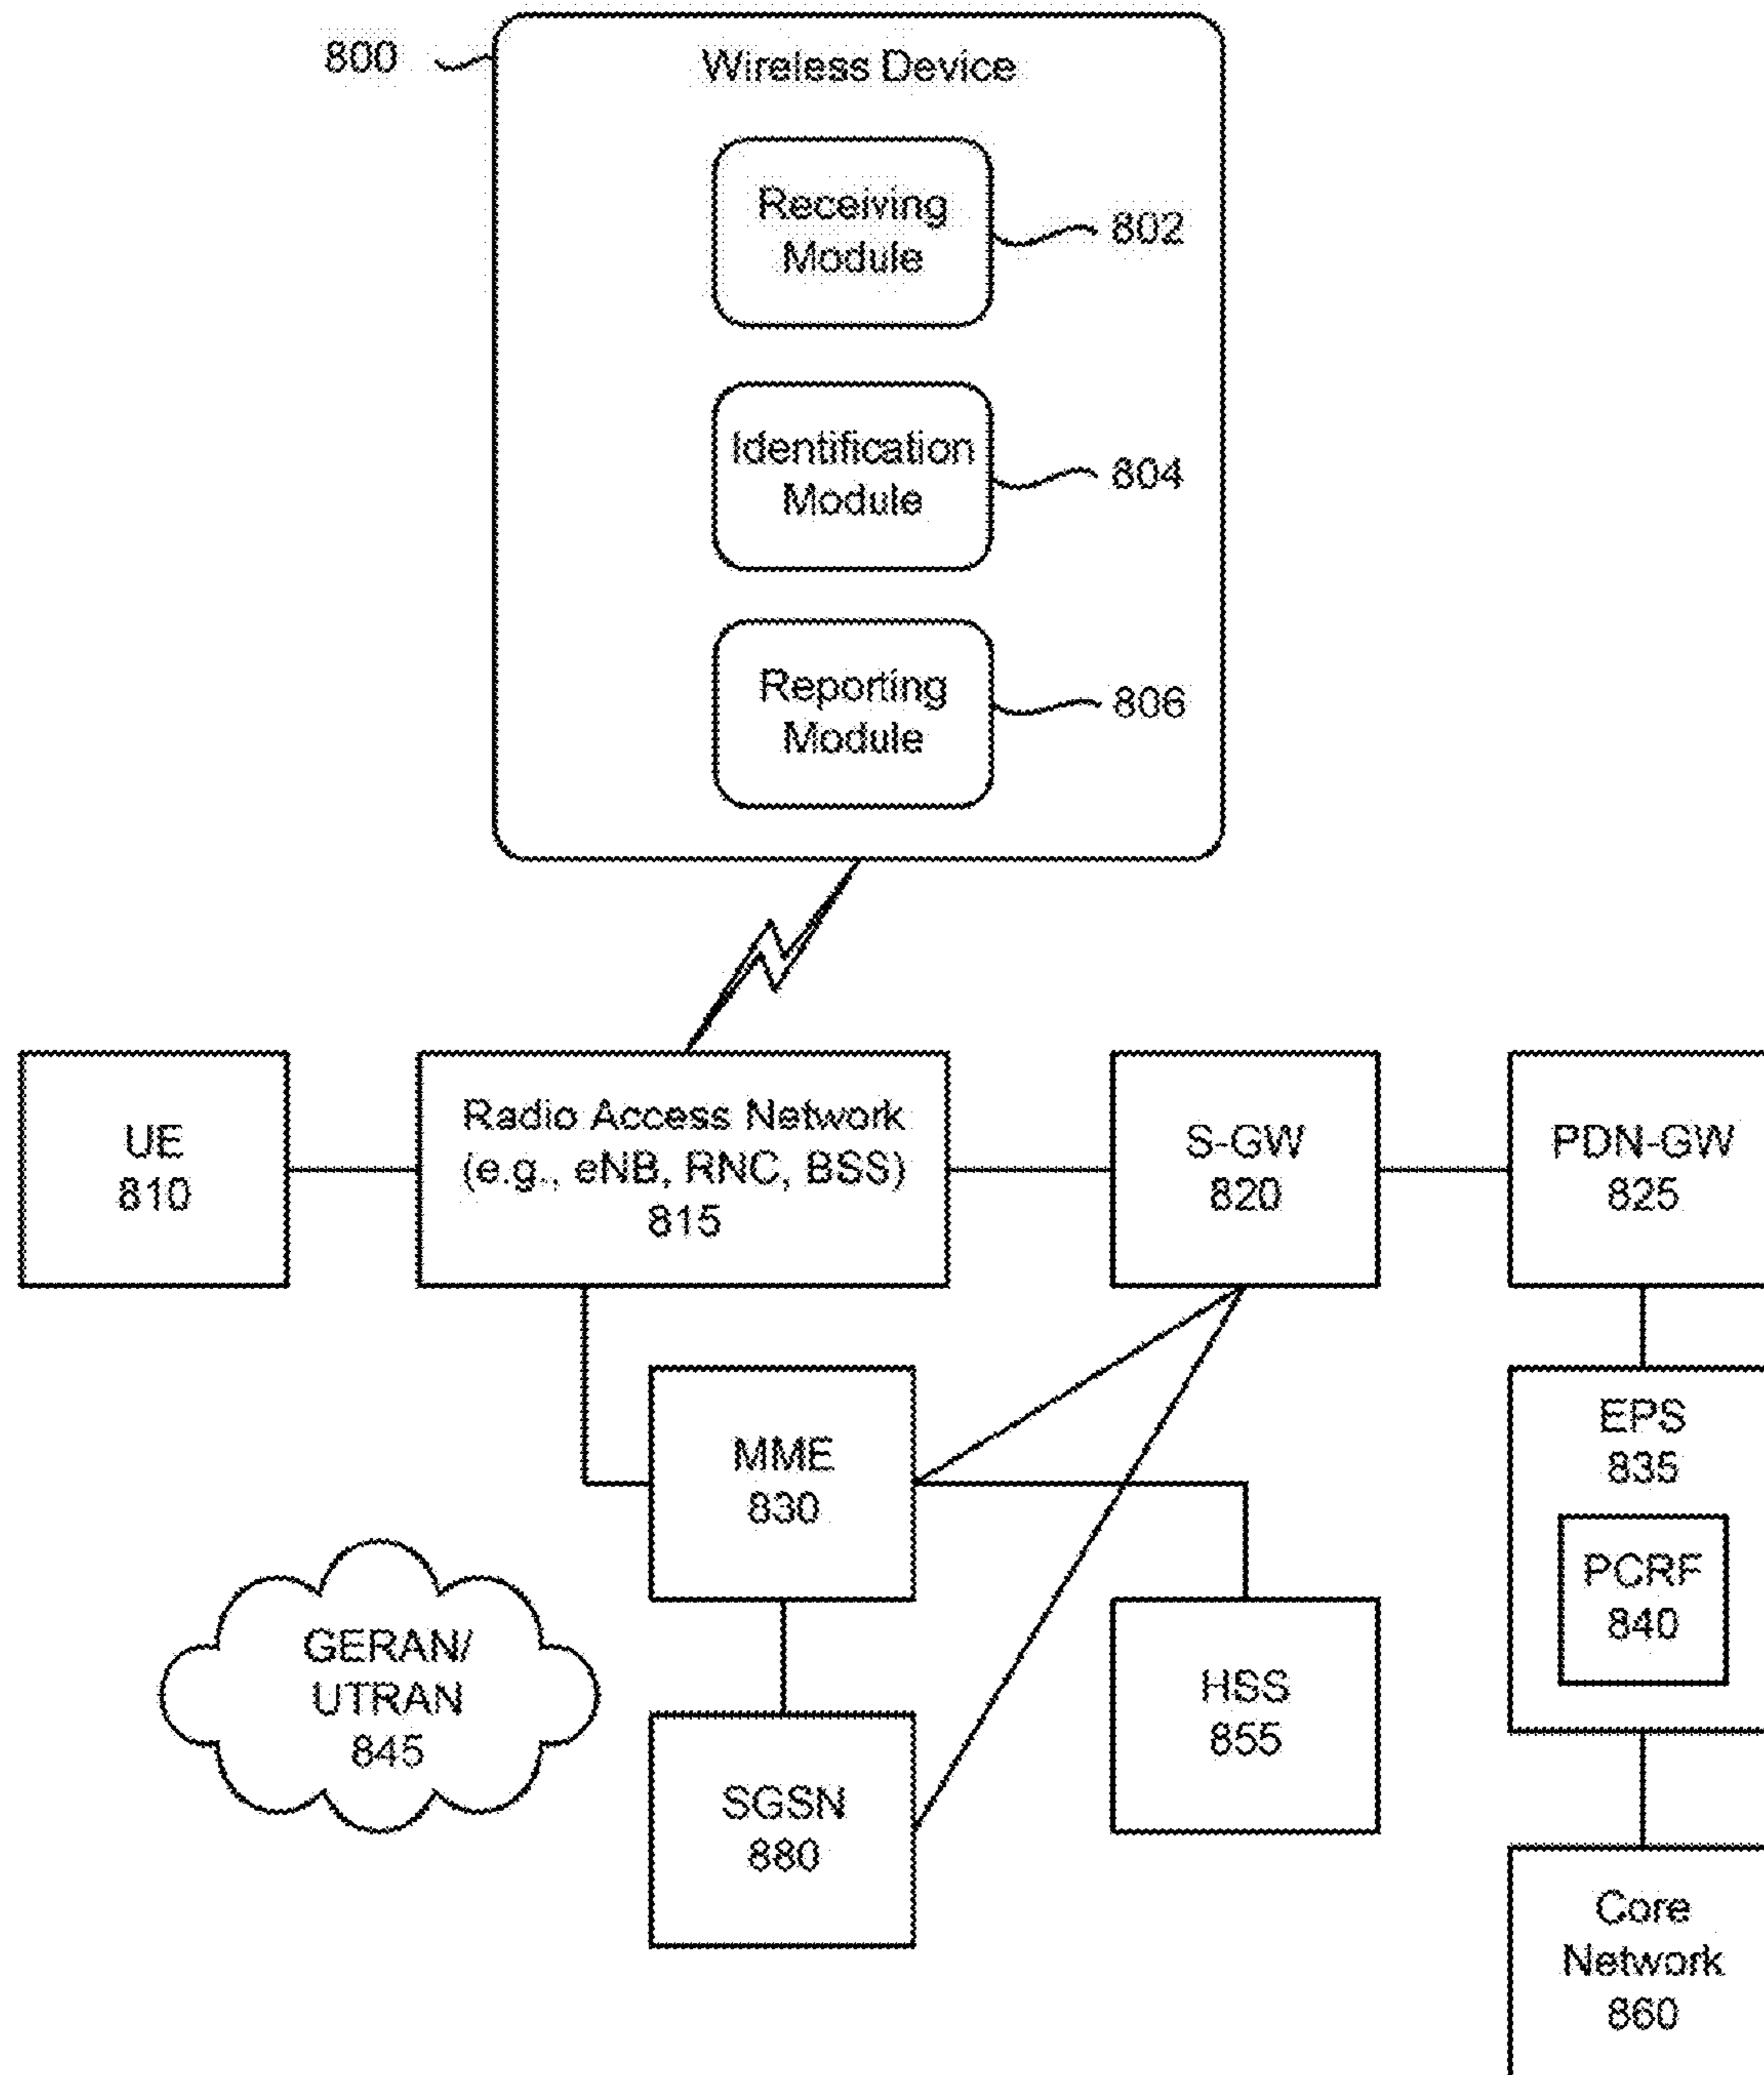 800
Wireless Device
Receiving
Module
802
Identification
Module
804
Reporting
Module
806
UE
810
Radio Access Network
(e.g., eNB, RNC, BSS)
815
S-GW
820
PDN-GW
825
MME
830
EPS
835
PCRF
840
GERAN/
UTRAN
845
HSS
855
SGSN
880
Core
Network
860